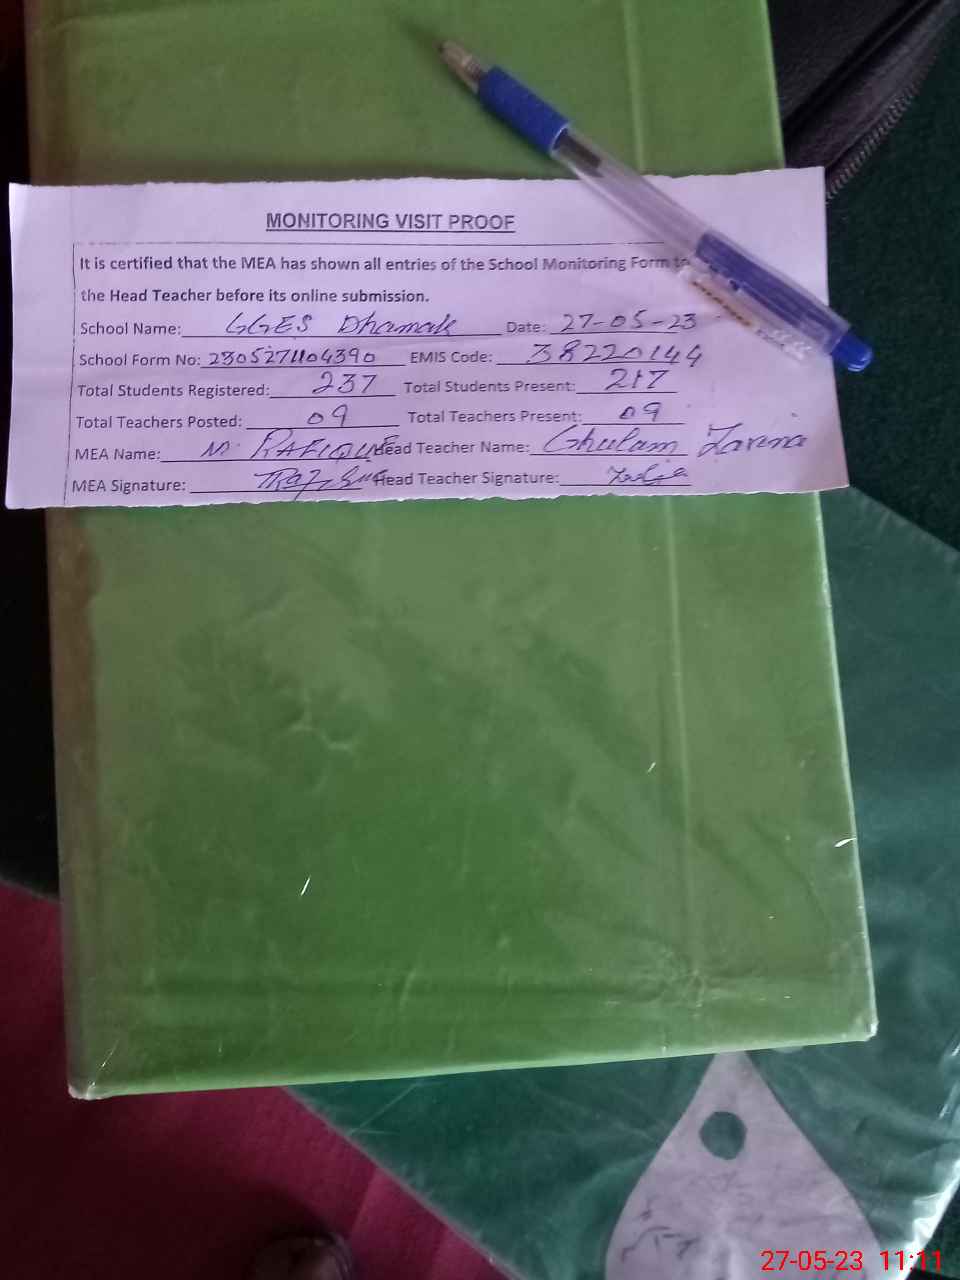 MONITORING VISIT PROOF
It is certified that the MEA has shown all entries of the School Monitoring Form to
the Head Teacher before its online submission.
School Name: GGES Dhamak Date: 27-05-23
School Form No: 2305271104390 EMIS Code: 38220144
Total Students Registered: 237 Total Students Present: 217
Total Teachers Posted: 09 Total Teachers Present: 09
MEA Name: M. RAFIQUE Head Teacher Name: Ghulam Zarina
MEA Signature: Head Teacher Signature:
27-05-23 11:11